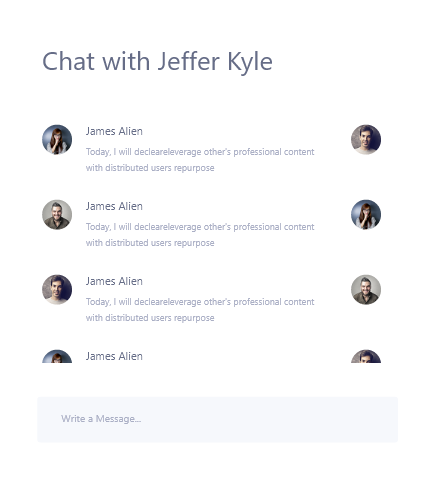 Chat with Jeffer Kyle
James Alien
Today, I will decleareleverage other's professional content
with distributed users repurpose
James Alien
Today, I will decleareleverage other's professional content
with distributed users repurpose
James Alien
Today, I will decleareleverage other's professional content
with distributed users repurpose
James Alien
Write a Message...